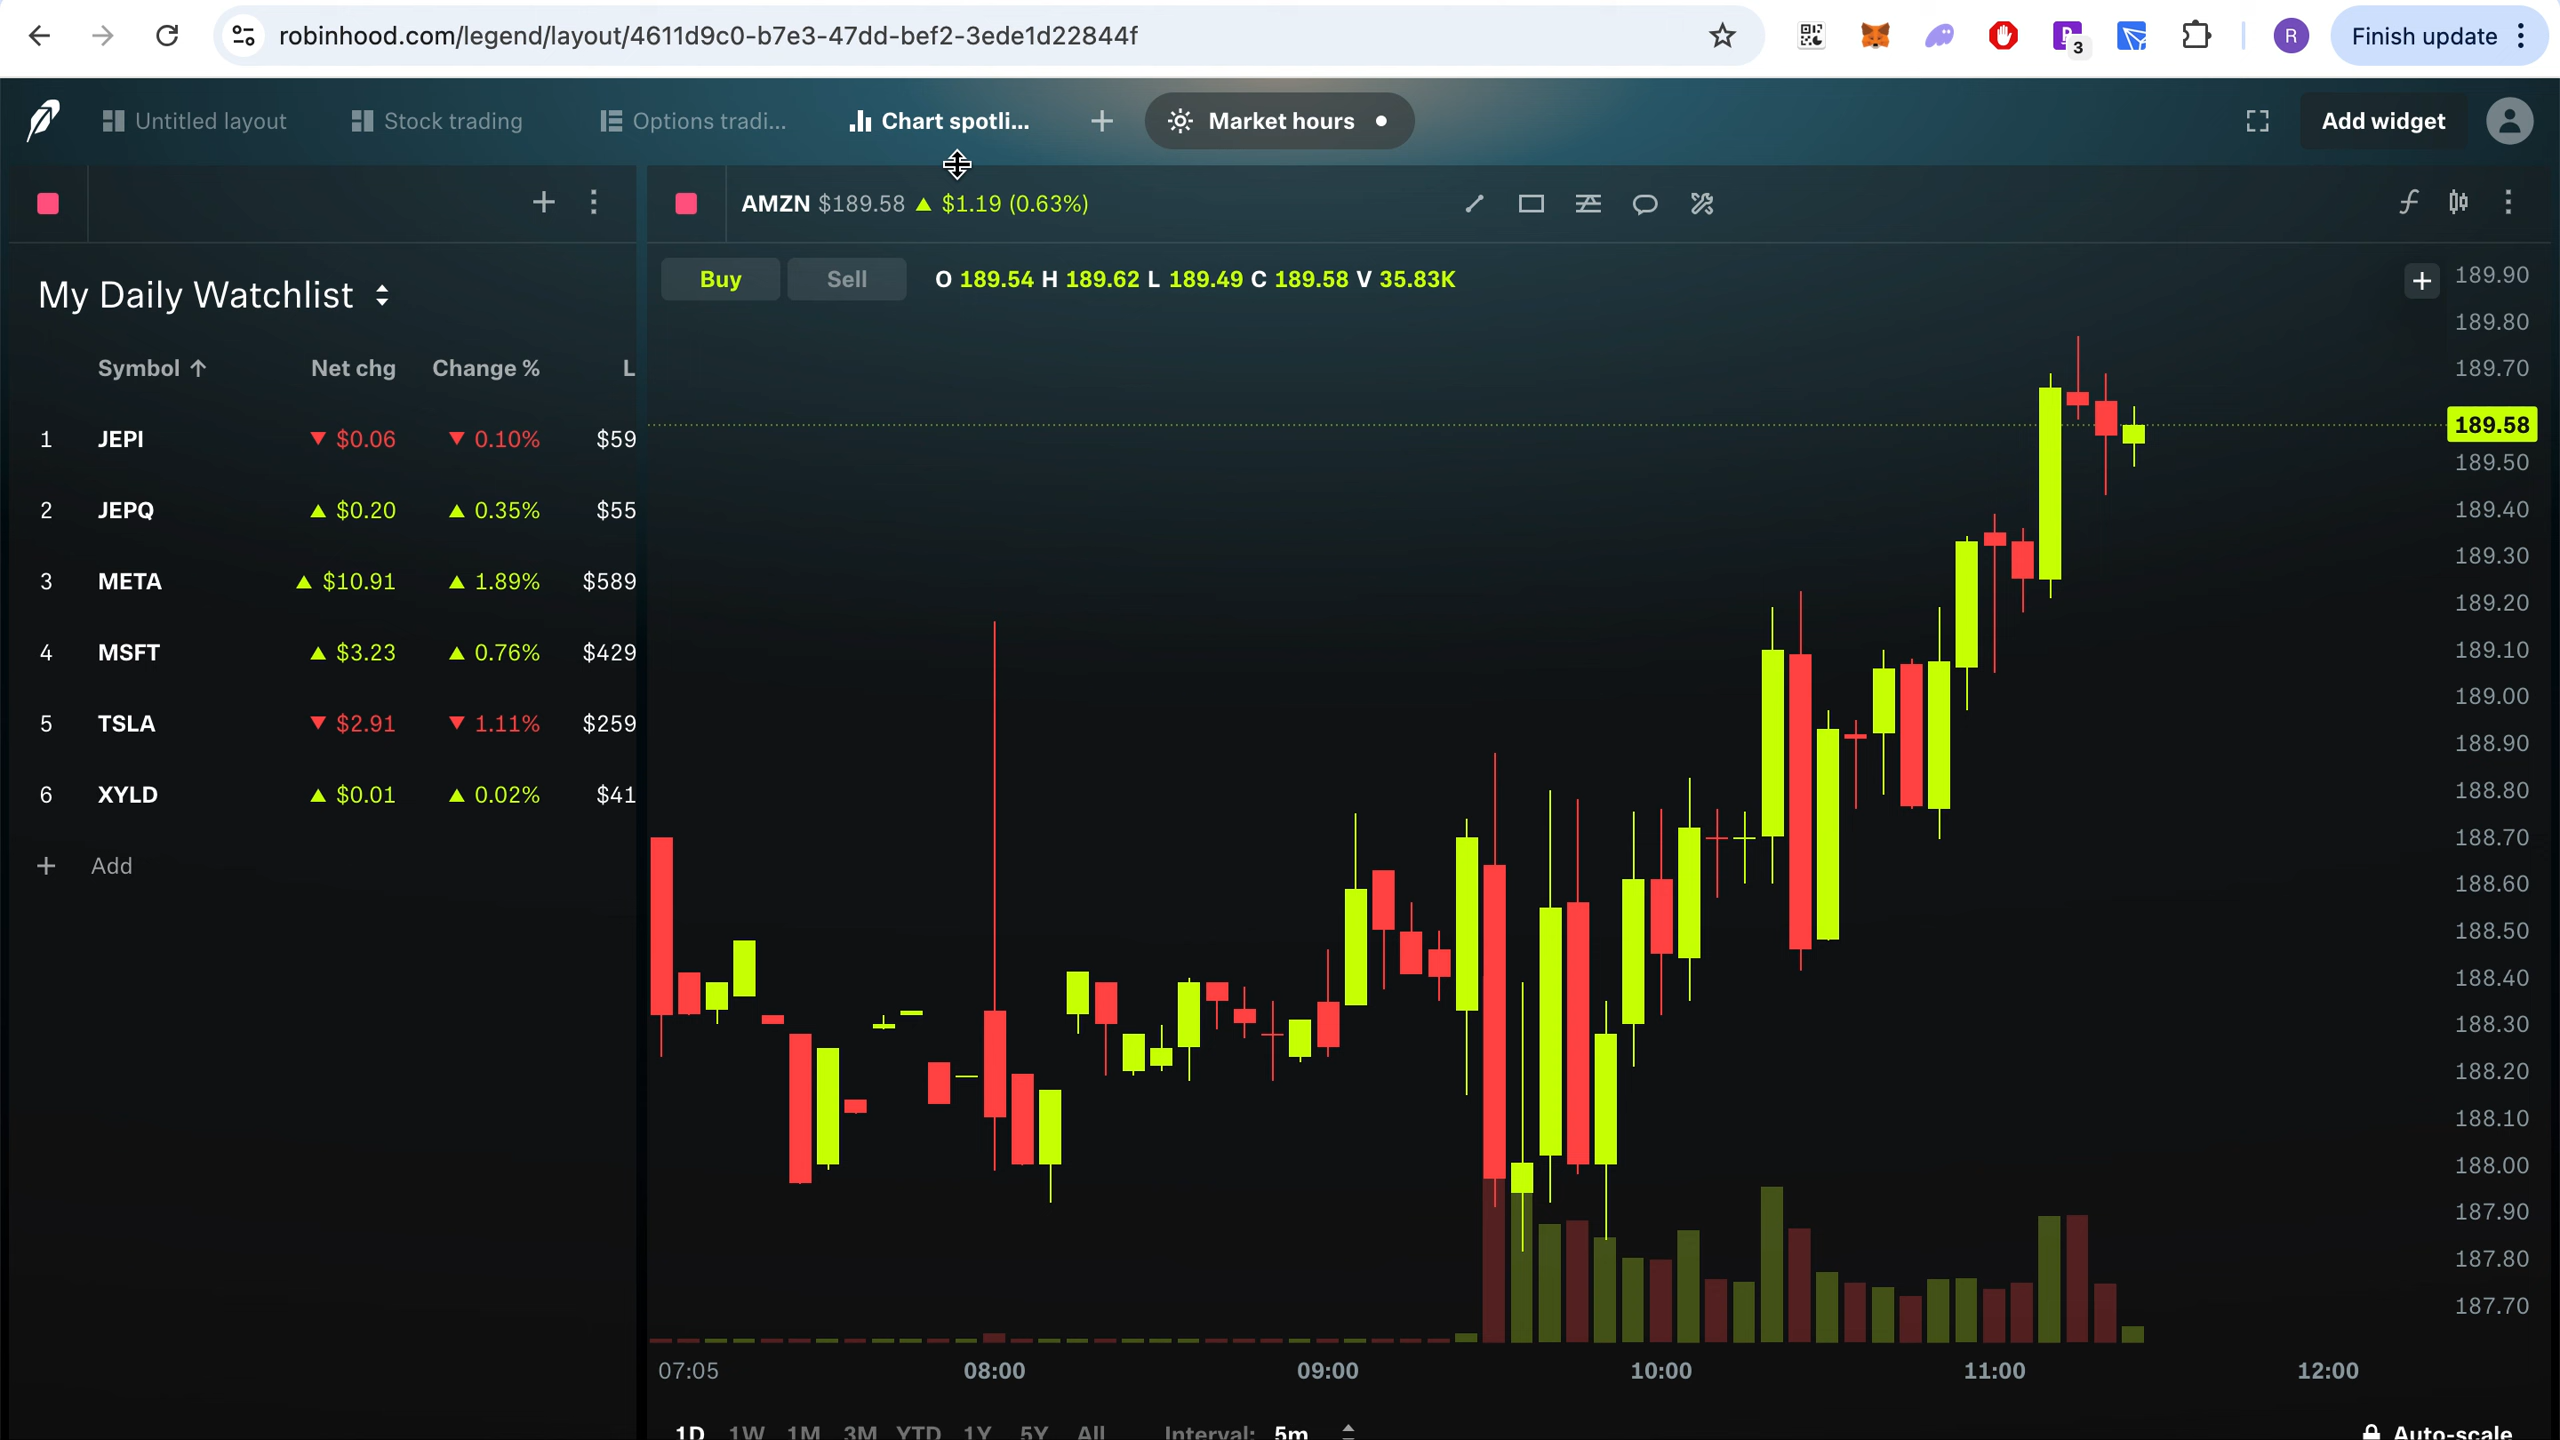 robinhood.com/legend/layout/4611d9c0-b7e3-47dd-bef2-3ede1d22844f
3
R
Finish update
Untitled layout
Stock trading
Options tradi...
Chart spotli...
Market hours
Add widget
AMZN $189.58 ▲ $1.19 (0.63%)
Buy Sell O 189.54 H 189.62 L 189.49 C 189.58 V 35.83K
My Daily Watchlist
Symbol ↑ Net chg Change % L
1 JEPI ▼ $0.06 ▼ 0.10% $59
2 JEPQ ▲ $0.20 ▲ 0.35% $55
3 META ▲ $10.91 ▲ 1.89% $589
4 MSFT ▲ $3.23 ▲ 0.76% $429
5 TSLA ▼ $2.91 ▼ 1.11% $259
6 XYLD ▲ $0.01 ▲ 0.02% $41
+ Add
189.90
189.80
189.70
189.58
189.50
189.40
189.30
189.20
189.10
189.00
188.90
188.80
188.70
188.60
188.50
188.40
188.30
188.20
188.10
188.00
187.90
187.80
187.70
07:05 08:00 09:00 10:00 11:00 12:00
1D 1W 1M 3M YTD 1Y 5Y All Interval: 5m Auto-scale